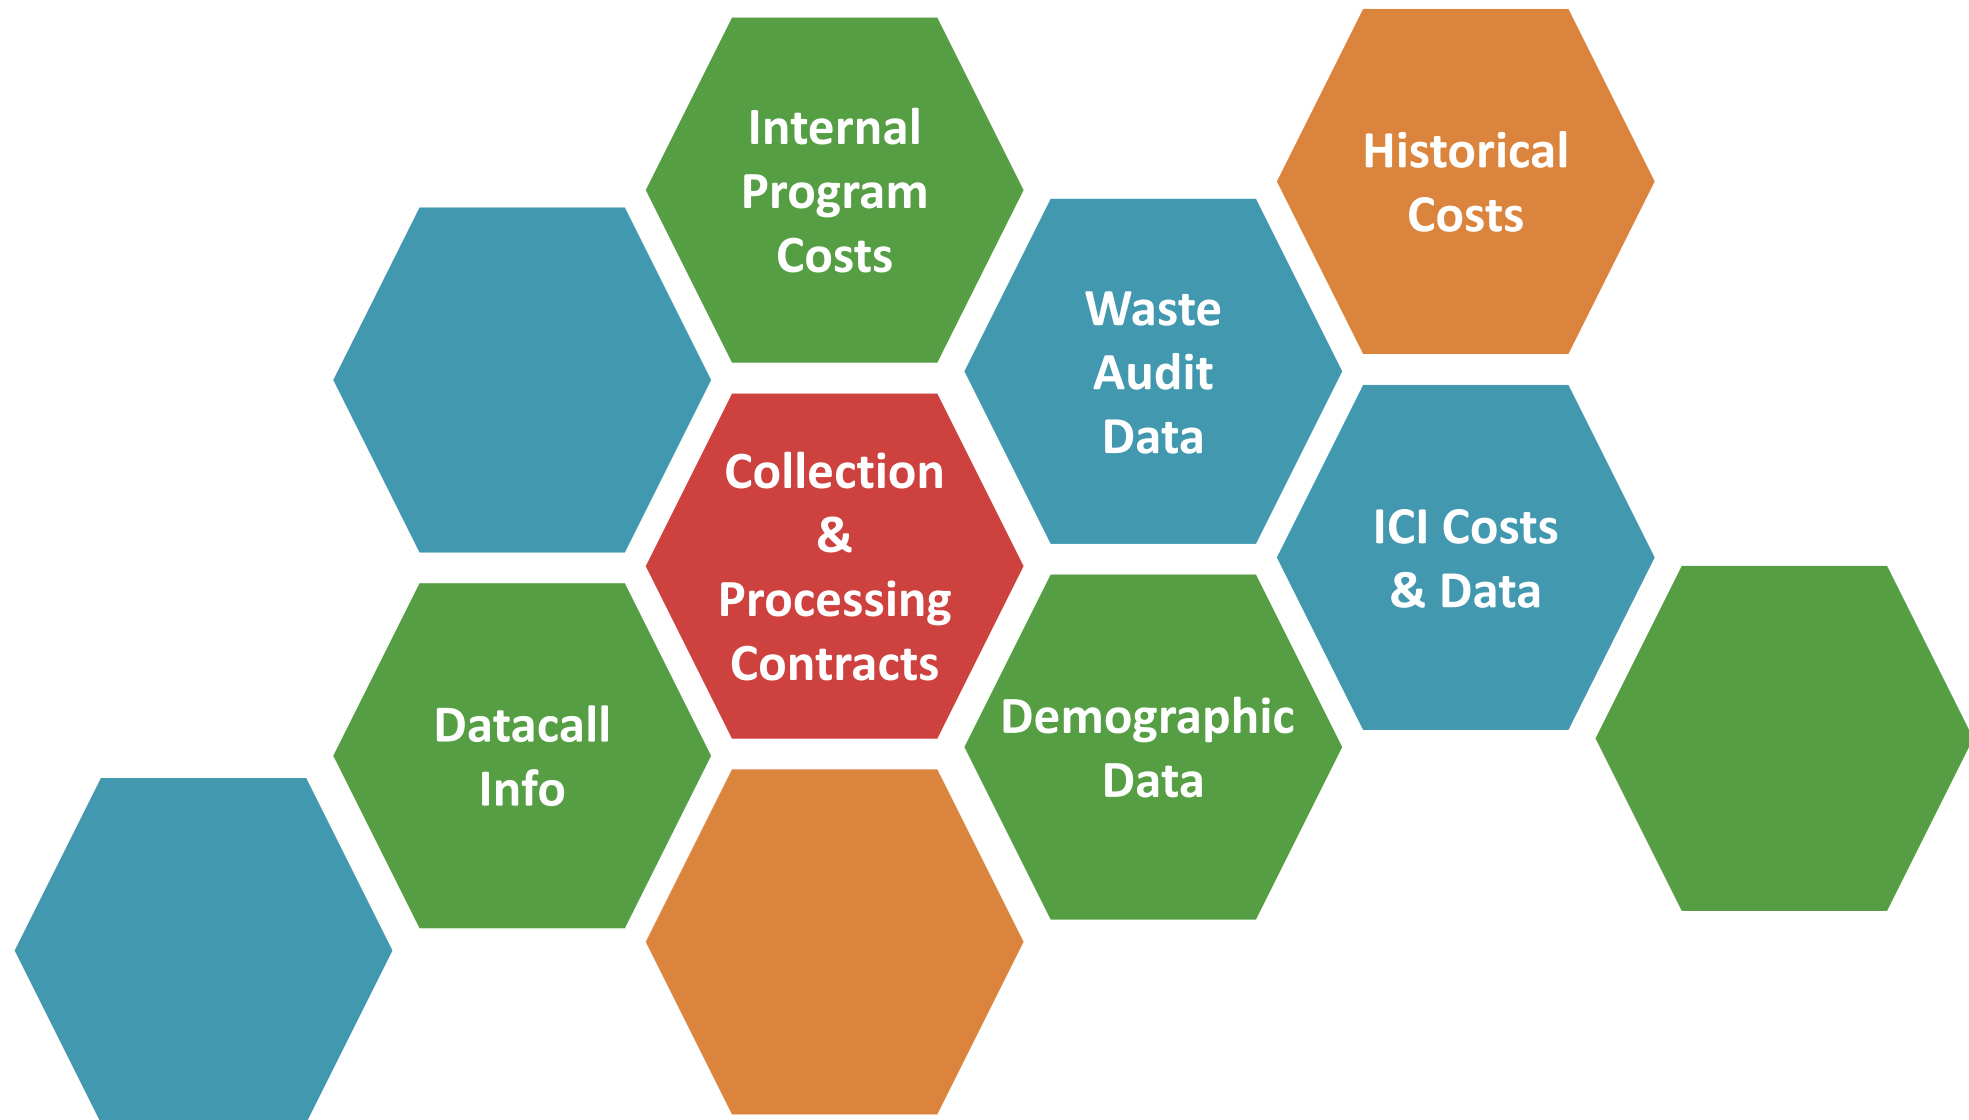 Internal
Program
Costs
Historical
Costs
Waste
Audit
Data
Collection
&
Processing
Contracts
ICI Costs
& Data
Datacall
Info
Demographic
Data